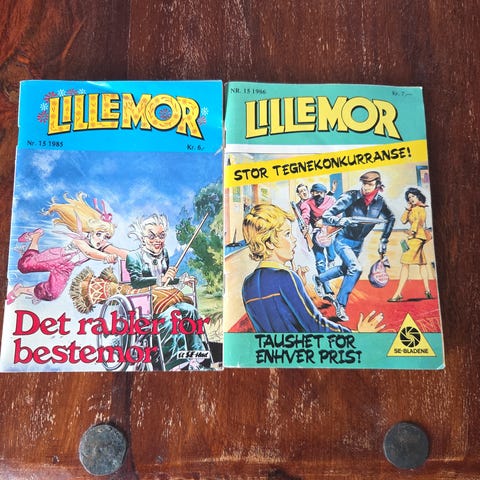 LILLEMOR
Nr. 15 1985
Kr. 6,-
Det rabler for
bestemor
NR. 15 1986
Kr. 7,-
LILLEMOR
STOR TEGNEKONKURRANSE!
TAUSHET FOR
ENHVER PRIS!
SE-BLADENE